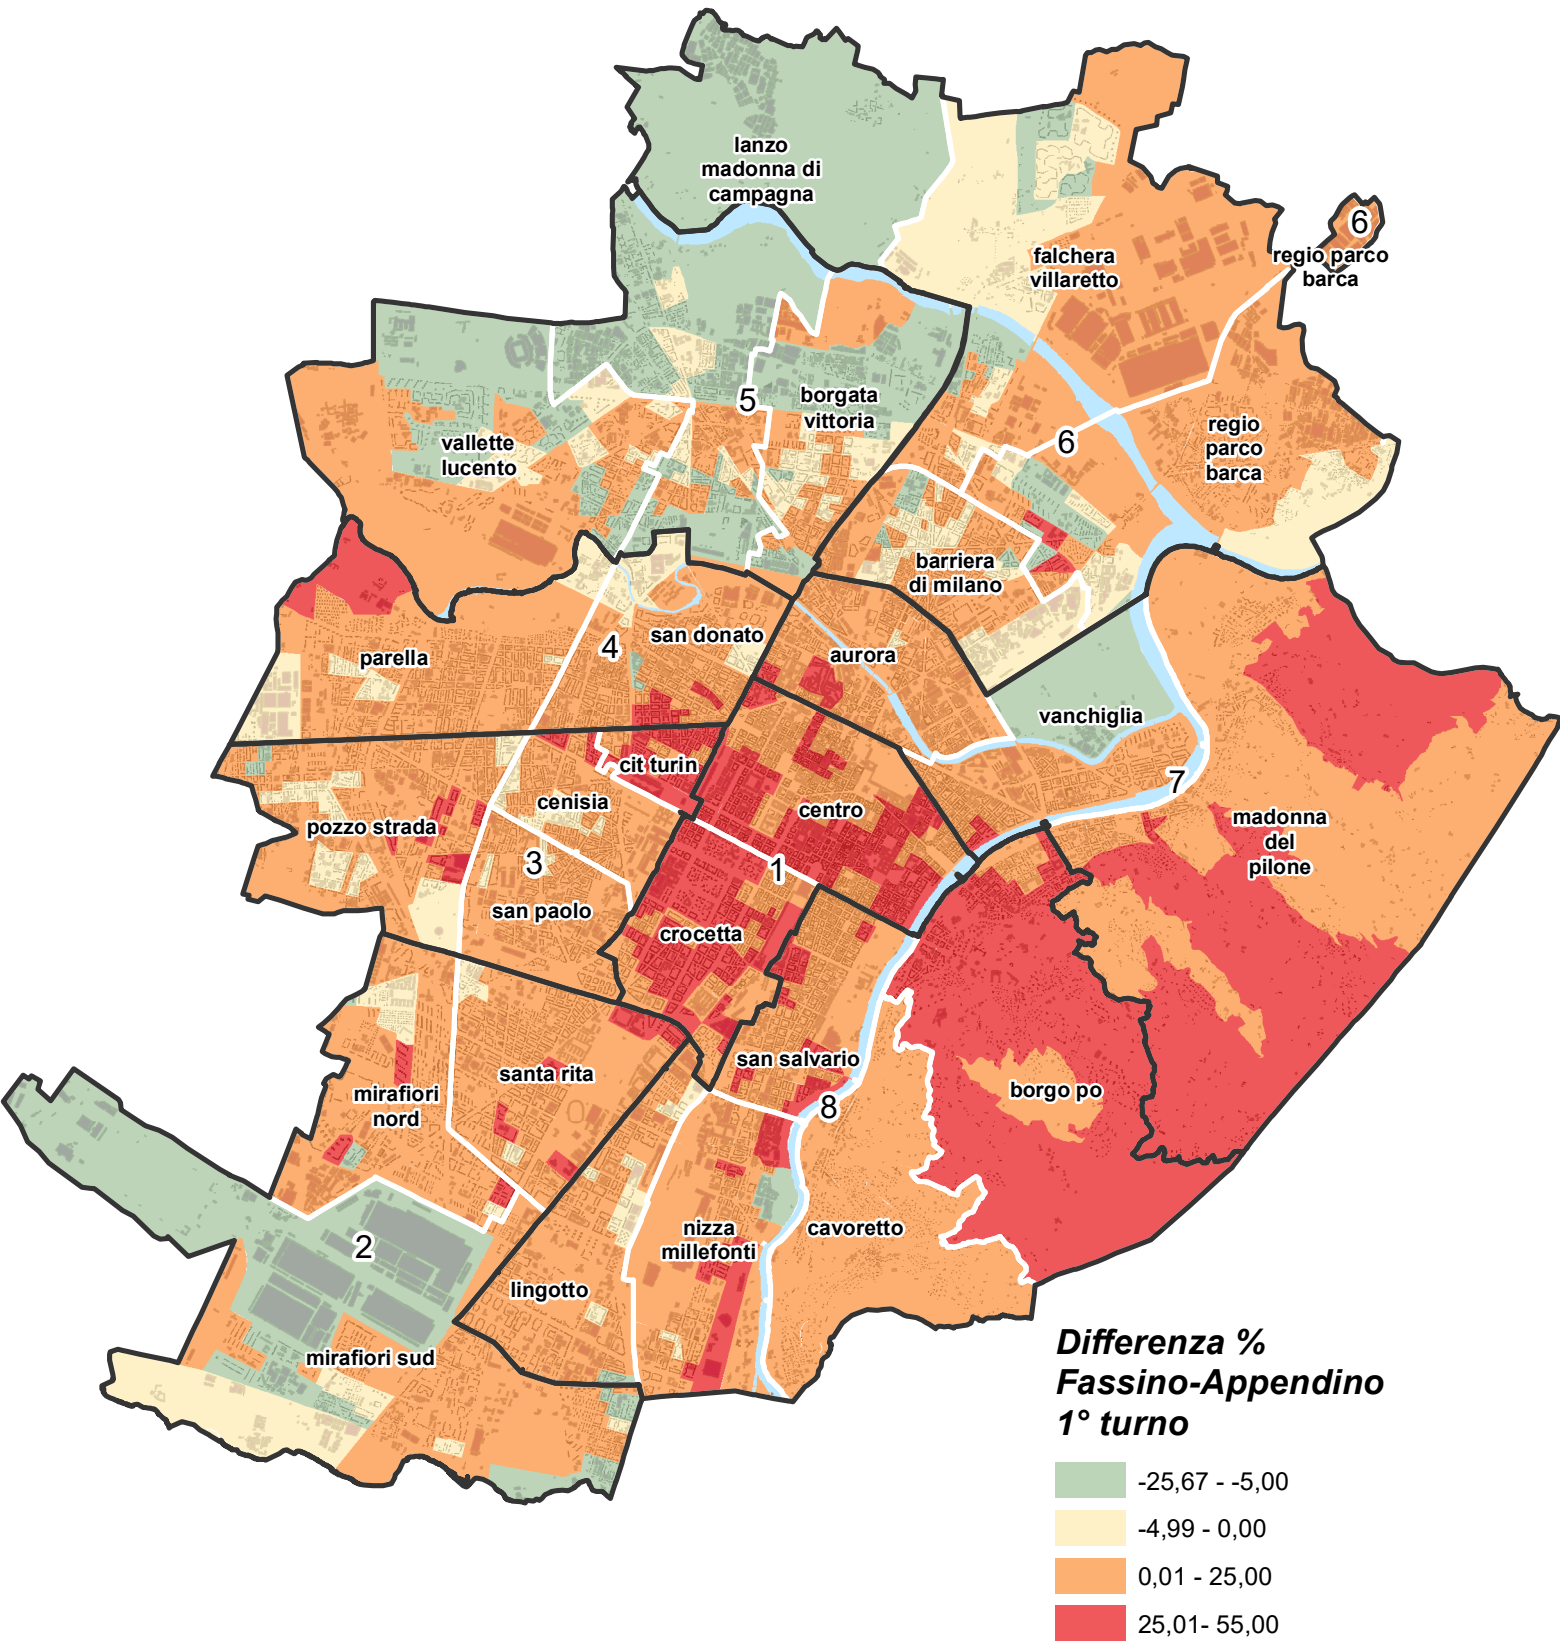 lanzo
madonna di
campagna
6
regio parco
barca
falchera
villaretto
5
borgata
vittoria
vallette
lucento
6
regio
parco
barca
barriera
di milano
4
san donato
parella
aurora
vanchiglia
cit turin
7
cenisia
centro
pozzo strada
madonna
del
pilone
3
1
san paolo
crocetta
san salvario
santa rita
mirafiori
nord
borgo po
8
nizza
millefonti
cavoretto
2
lingotto
mirafiori sud
Differenza %
Fassino-Appendino
1° turno
-25,67 - -5,00
-4,99 - 0,00
0,01 - 25,00
25,01- 55,00